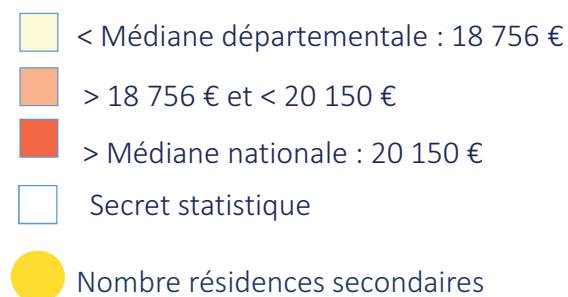 < Médiane départementale : 18 756 €
> 18 756 € et < 20 150 €
> Médiane nationale : 20 150 €
Secret statistique
Nombre résidences secondaires